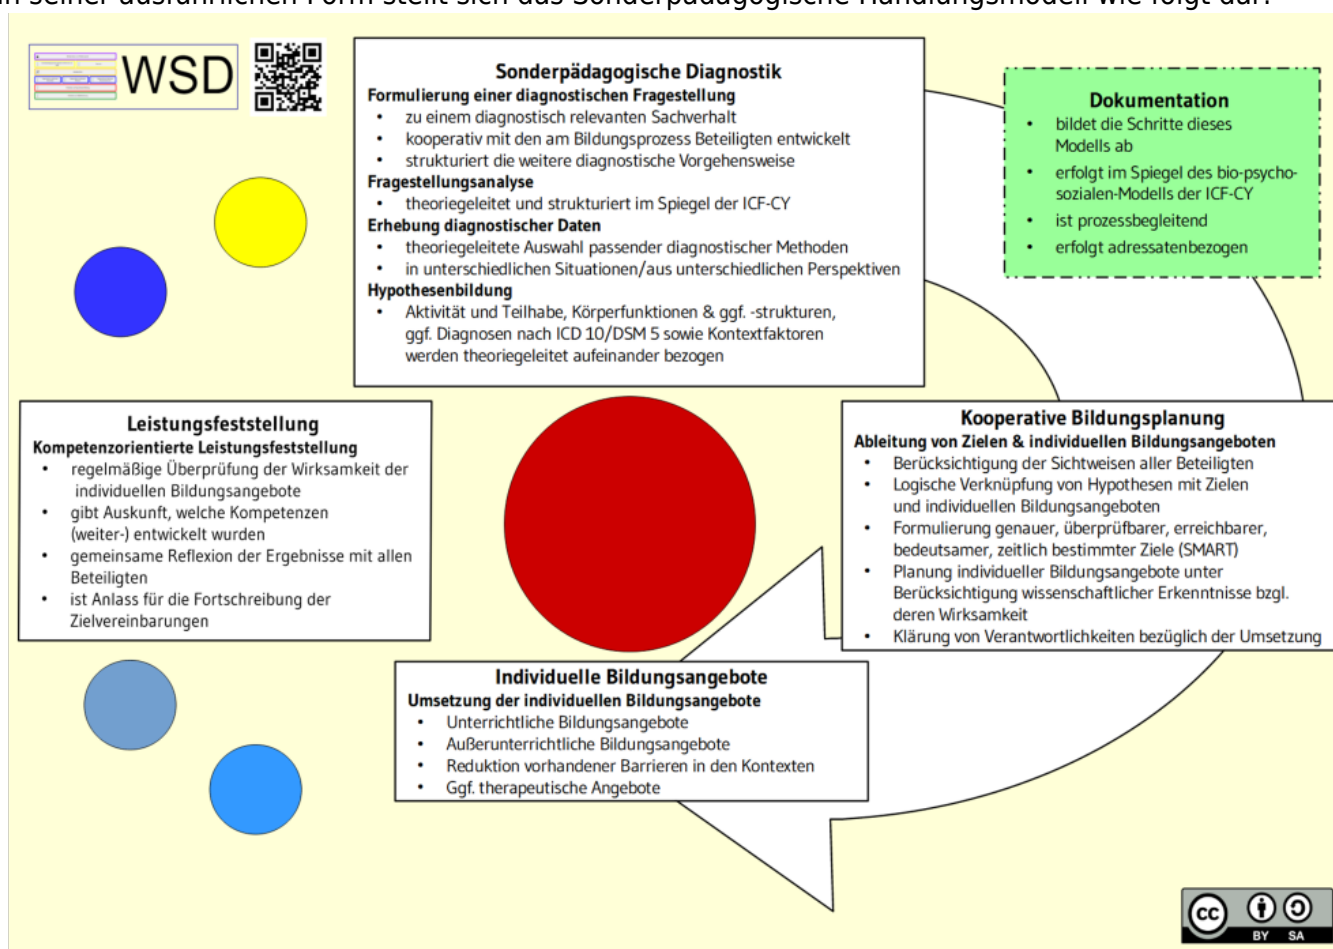 in seiner ausführlichen Form stellt sich das Sonderpädagogische Handlungsmodell wie folgt dar:
WSD
Sonderpädagogische Diagnostik
Formulierung einer diagnostischen Fragestellung
• zu einem diagnostisch relevanten Sachverhalt
• kooperativ mit den am Bildungsprozess Beteiligten entwickelt
• strukturiert die weitere diagnostische Vorgehensweise
Fragestellungsanalyse
• theoriegeleitet und strukturiert im Spiegel der ICF-CY
Erhebung diagnostischer Daten
• theoriegeleitete Auswahl passender diagnostischer Methoden
• in unterschiedlichen Situationen/aus unterschiedlichen Perspektiven
Hypothesenbildung
• Aktivität und Teilhabe, Körperfunktionen & ggf. -strukturen,
ggf. Diagnosen nach ICD 10/DSM 5 sowie Kontextfaktoren
werden theoriegeleitet aufeinander bezogen
Dokumentation
• bildet die Schritte dieses
Modells ab
• erfolgt im Spiegel des bio-psycho-
sozialen-Modells der ICF-CY
• ist prozessbegleitend
• erfolgt adressatenbezogen
Leistungsfeststellung
Kompetenzorientierte Leistungsfeststellung
• regelmäßige Überprüfung der Wirksamkeit der
individuellen Bildungsangebote
• gibt Auskunft, welche Kompetenzen
(weiter-) entwickelt wurden
• gemeinsame Reflexion der Ergebnisse mit allen
Beteiligten
• ist Anlass für die Fortschreibung der
Zielvereinbarungen
Kooperative Bildungsplanung
Ableitung von Zielen & individuellen Bildungsangeboten
• Berücksichtigung der Sichtweisen aller Beteiligten
• Logische Verknüpfung von Hypothesen mit Zielen
und individuellen Bildungsangeboten
• Formulierung genauer, überprüfbarer, erreichbarer,
bedeutsamer, zeitlich bestimmter Ziele (SMART)
• Planung individueller Bildungsangebote unter
Berücksichtigung wissenschaftlicher Erkenntnisse bzgl.
deren Wirksamkeit
• Klärung von Verantwortlichkeiten bezüglich der Umsetzung
Individuelle Bildungsangebote
Umsetzung der individuellen Bildungsangebote
• Unterrichtliche Bildungsangebote
• Außerunterrichtliche Bildungsangebote
• Reduktion vorhandener Barrieren in den Kontexten
• Ggf. therapeutische Angebote
cc
BY SA